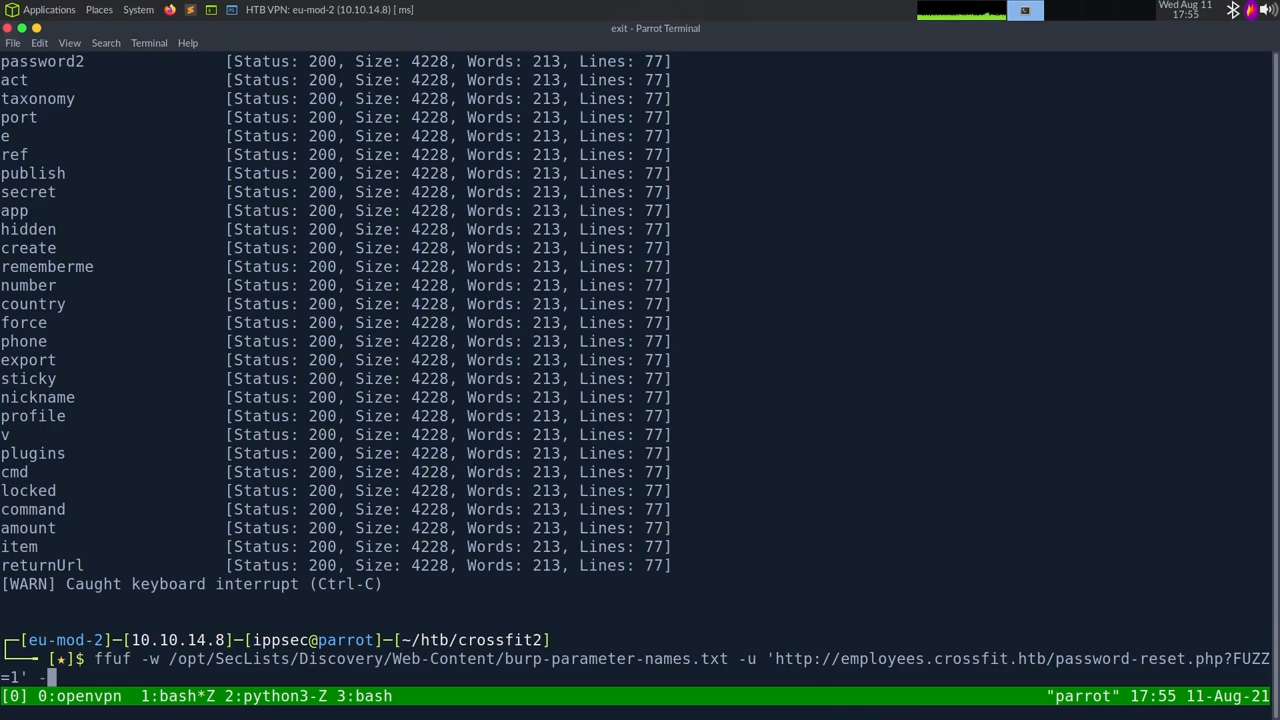 Applications Places System HTB VPN: eu-mod-2 (10.10.14.8) [ ms]
Wed Aug 11
17:55
exit - Parrot Terminal
File Edit View Search Terminal Help
password2 [Status: 200, Size: 4228, Words: 213, Lines: 77]
act [Status: 200, Size: 4228, Words: 213, Lines: 77]
taxonomy [Status: 200, Size: 4228, Words: 213, Lines: 77]
port [Status: 200, Size: 4228, Words: 213, Lines: 77]
e [Status: 200, Size: 4228, Words: 213, Lines: 77]
ref [Status: 200, Size: 4228, Words: 213, Lines: 77]
publish [Status: 200, Size: 4228, Words: 213, Lines: 77]
secret [Status: 200, Size: 4228, Words: 213, Lines: 77]
app [Status: 200, Size: 4228, Words: 213, Lines: 77]
hidden [Status: 200, Size: 4228, Words: 213, Lines: 77]
create [Status: 200, Size: 4228, Words: 213, Lines: 77]
rememberme [Status: 200, Size: 4228, Words: 213, Lines: 77]
number [Status: 200, Size: 4228, Words: 213, Lines: 77]
country [Status: 200, Size: 4228, Words: 213, Lines: 77]
force [Status: 200, Size: 4228, Words: 213, Lines: 77]
phone [Status: 200, Size: 4228, Words: 213, Lines: 77]
export [Status: 200, Size: 4228, Words: 213, Lines: 77]
sticky [Status: 200, Size: 4228, Words: 213, Lines: 77]
nickname [Status: 200, Size: 4228, Words: 213, Lines: 77]
profile [Status: 200, Size: 4228, Words: 213, Lines: 77]
v [Status: 200, Size: 4228, Words: 213, Lines: 77]
plugins [Status: 200, Size: 4228, Words: 213, Lines: 77]
cmd [Status: 200, Size: 4228, Words: 213, Lines: 77]
locked [Status: 200, Size: 4228, Words: 213, Lines: 77]
command [Status: 200, Size: 4228, Words: 213, Lines: 77]
amount [Status: 200, Size: 4228, Words: 213, Lines: 77]
item [Status: 200, Size: 4228, Words: 213, Lines: 77]
returnUrl [Status: 200, Size: 4228, Words: 213, Lines: 77]
[WARN] Caught keyboard interrupt (Ctrl-C)
┌─[eu-mod-2]─[10.10.14.8]─[ippsec@parrot]─[~/htb/crossfit2]
└──╼ [★]$ ffuf -w /opt/SecLists/Discovery/Web-Content/burp-parameter-names.txt -u 'http://employees.crossfit.htb/password-reset.php?FUZZ
=1' -
[0] 0:openvpn 1:bash*Z 2:python3-Z 3:bash "parrot" 17:55 11-Aug-21